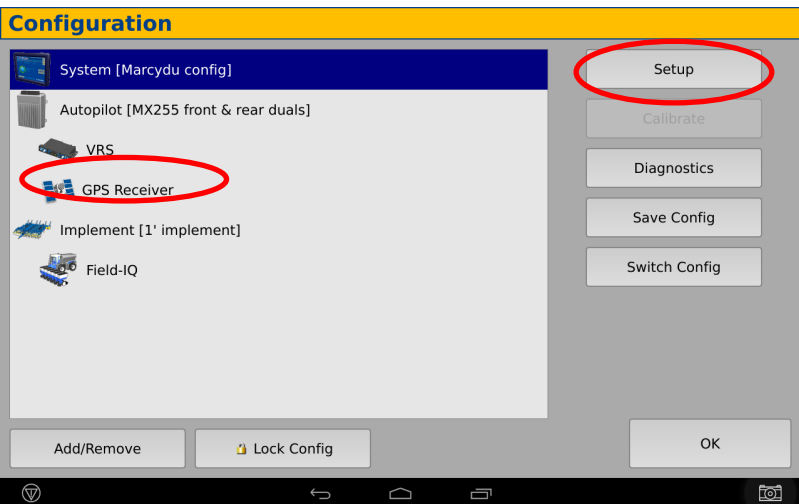 Configuration
System [Marcydu config]
Autopilot [MX255 front & rear duals]
VRS
GPS Receiver
Implement [1' implement]
Field-IQ
Setup
Calibrate
Diagnostics
Save Config
Switch Config
Add/Remove
Lock Config
OK